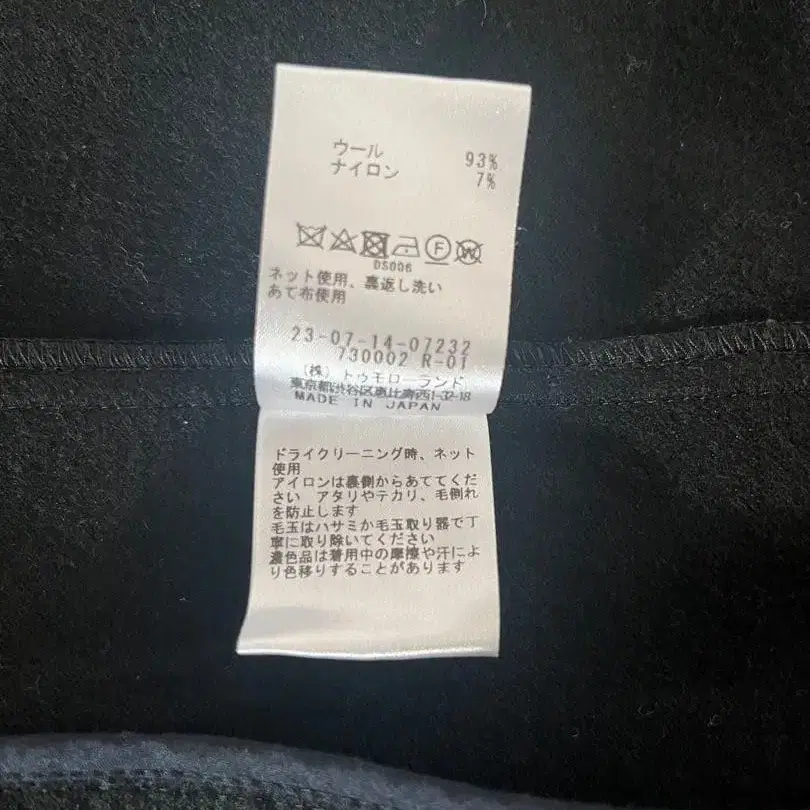 ウール 93%
ナイロン 7%
F W
DS006
ネット使用、裏返し洗い
あて布使用
23-07-14-07232
730002 R-01
(株) トゥモローランド
東京都渋谷区恵比寿西1-32-18
MADE IN JAPAN
ドライクリーニング時、ネット
使用
アイロンは裏側からあててくだ
さい アタリやテカリ、毛倒れ
を防止します
毛玉はハサミか毛玉取り器で丁
寧に取り除いてください
濃色品は着用中の摩擦や汗によ
り色移りすることがあります